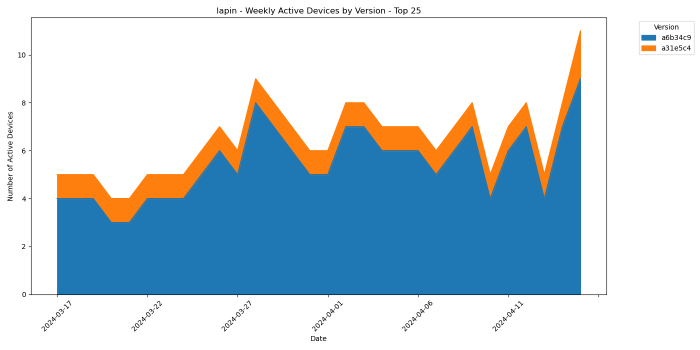 lapin - Weekly Active Devices by Version - Top 25
Version
a6b34c9
a31e5c4
Number of Active Devices
10
8
6
4
2
0
2024-03-17
2024-03-22
2024-03-27
2024-04-01
2024-04-06
2024-04-11
Date